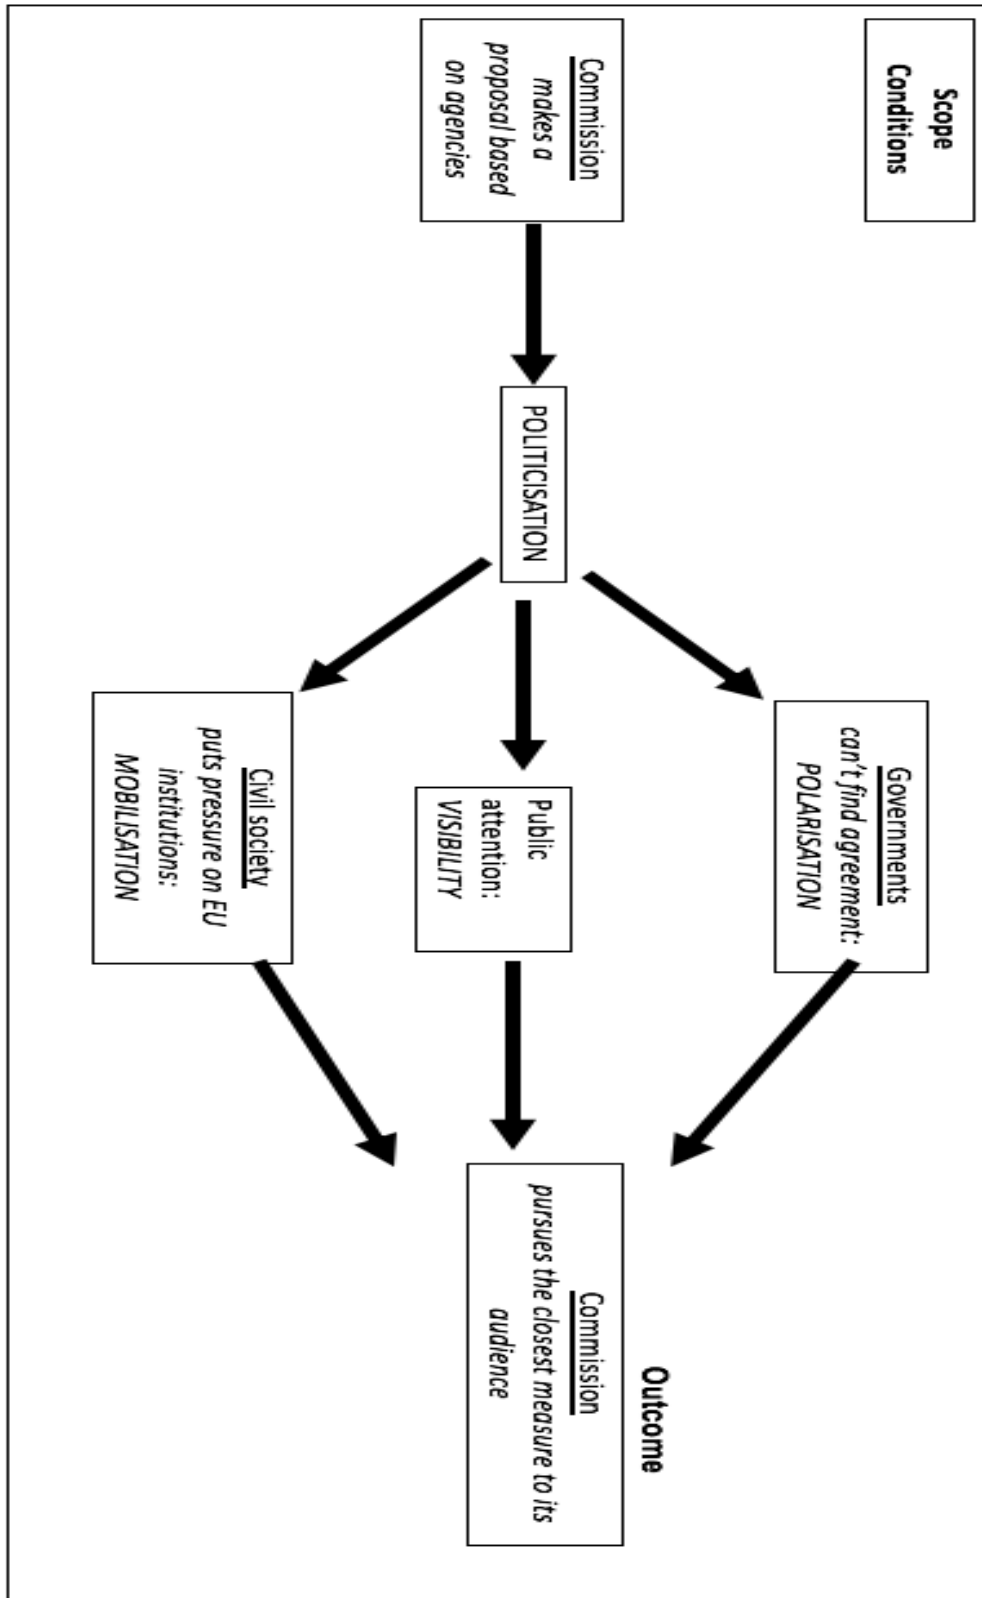 Scope
Conditions
Commission
makes a
proposal based
on agencies
POLITICISATION
Governments
can't find agreement:
POLARISATION
Public
attention:
VISIBILITY
Civil society
puts pressure on EU
institutions:
MOBILISATION
Outcome
Commission
pursues the closest measure to its
audience